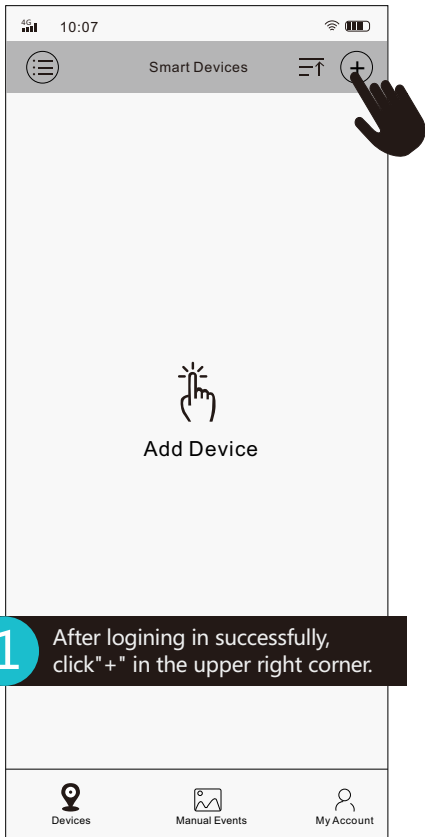 4G 10:07
Smart Devices
Add Device
1
After logining in successfully,
click"+" in the upper right corner.
Devices Manual Events My Account